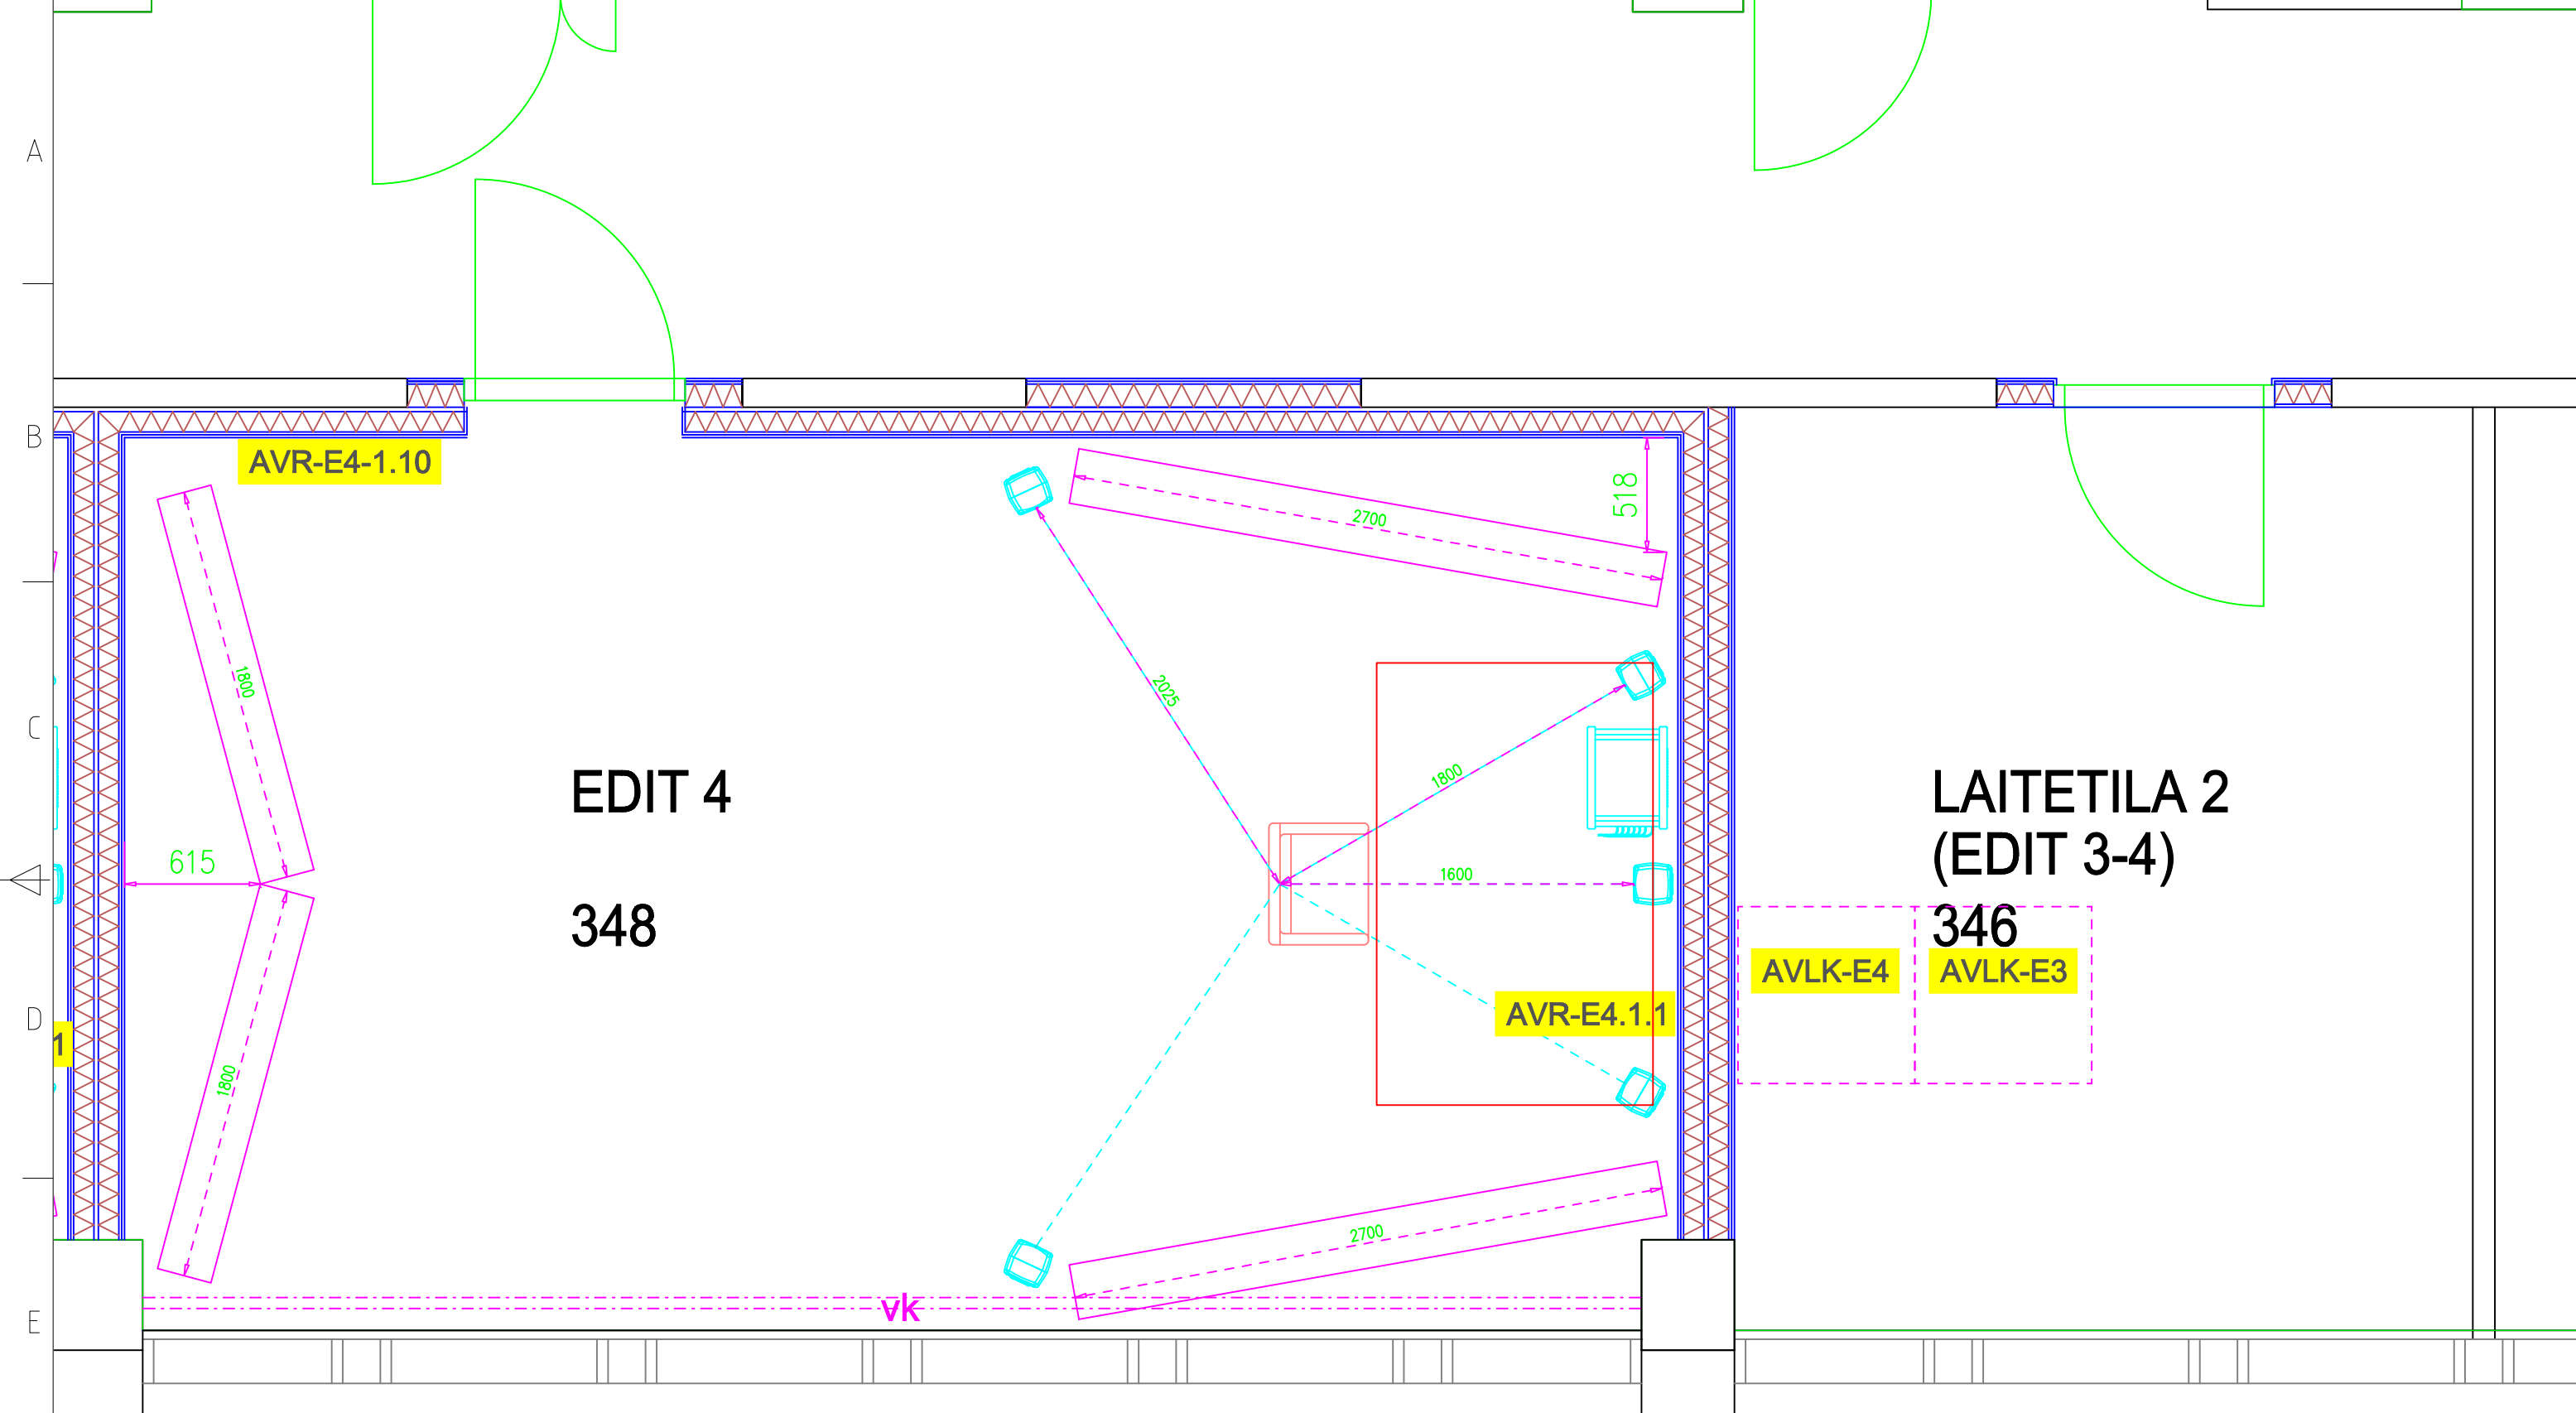 A
B
AVR-E4-1.10
518
2700
1800
2025
C
1800
EDIT 4
LAITETILA 2
(EDIT 3-4)
615
1600
348
346
AVLK-E4
AVLK-E3
AVR-E4.1.1
D
1
1800
2700
vk
E